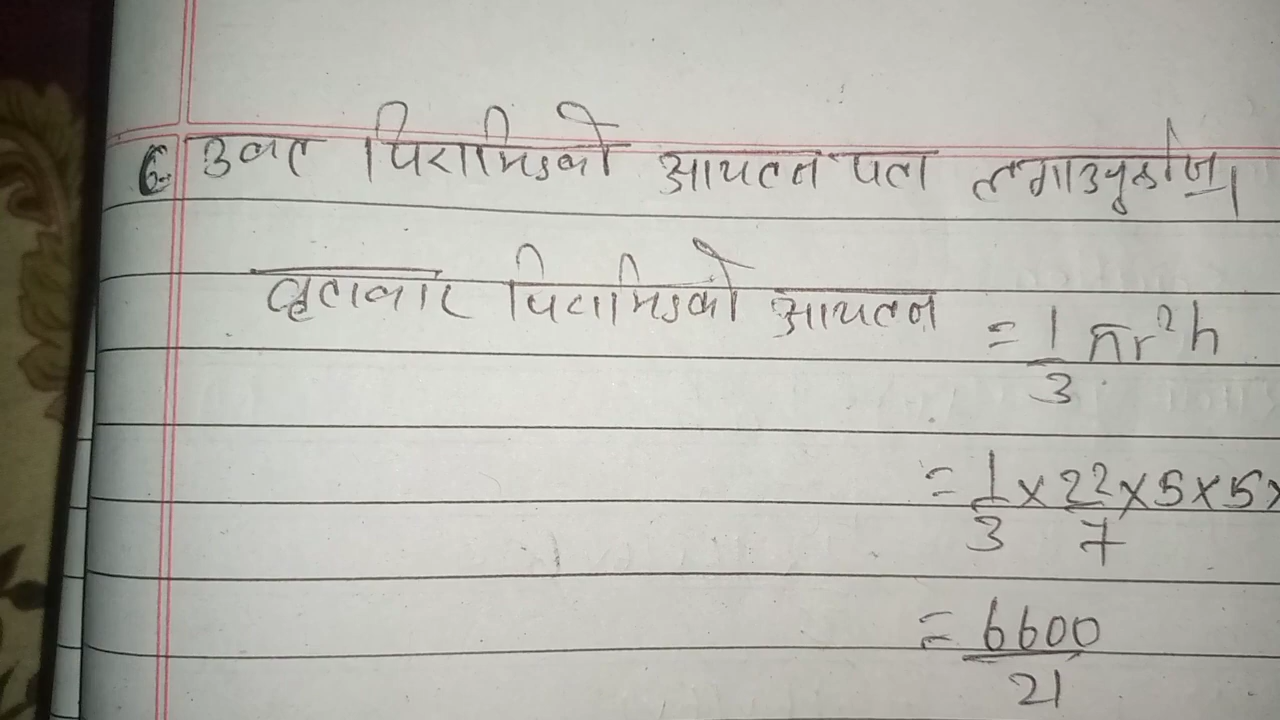 6. उक्त पिरामिडको आयतन पत्ता लगाउनुहोस्।
वृत्ताकार पिरामिडको आयतन = 1/3 πr²h
= 1/3 × 22/7 × 5 × 5 ×
= 6600/21